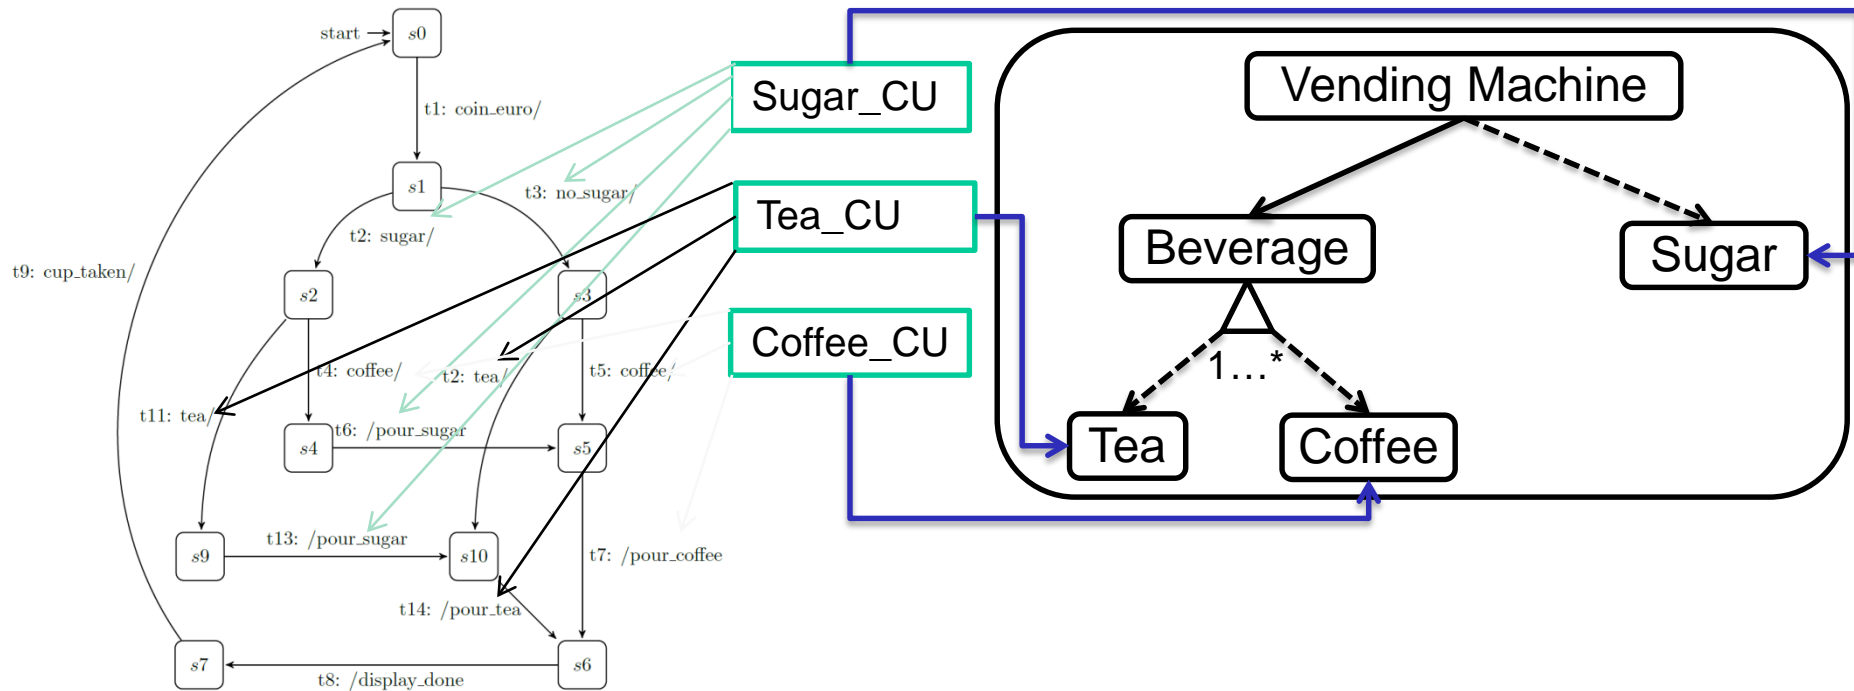 start
s0
t1: coin_euro/
s1
t3: no_sugar/
t2: sugar/
t9: cup_taken/
s2
s3
t4: coffee/
t2: tea/
t5: coffee/
t11: tea/
t6: /pour_sugar
s4
s5
t13: /pour_sugar
s9
s10
t7: /pour_coffee
t14: /pour_tea
s7
s6
t8: /display_done
Sugar_CU
Tea_CU
Coffee_CU
Vending Machine
Beverage
Sugar
1...*
Tea
Coffee